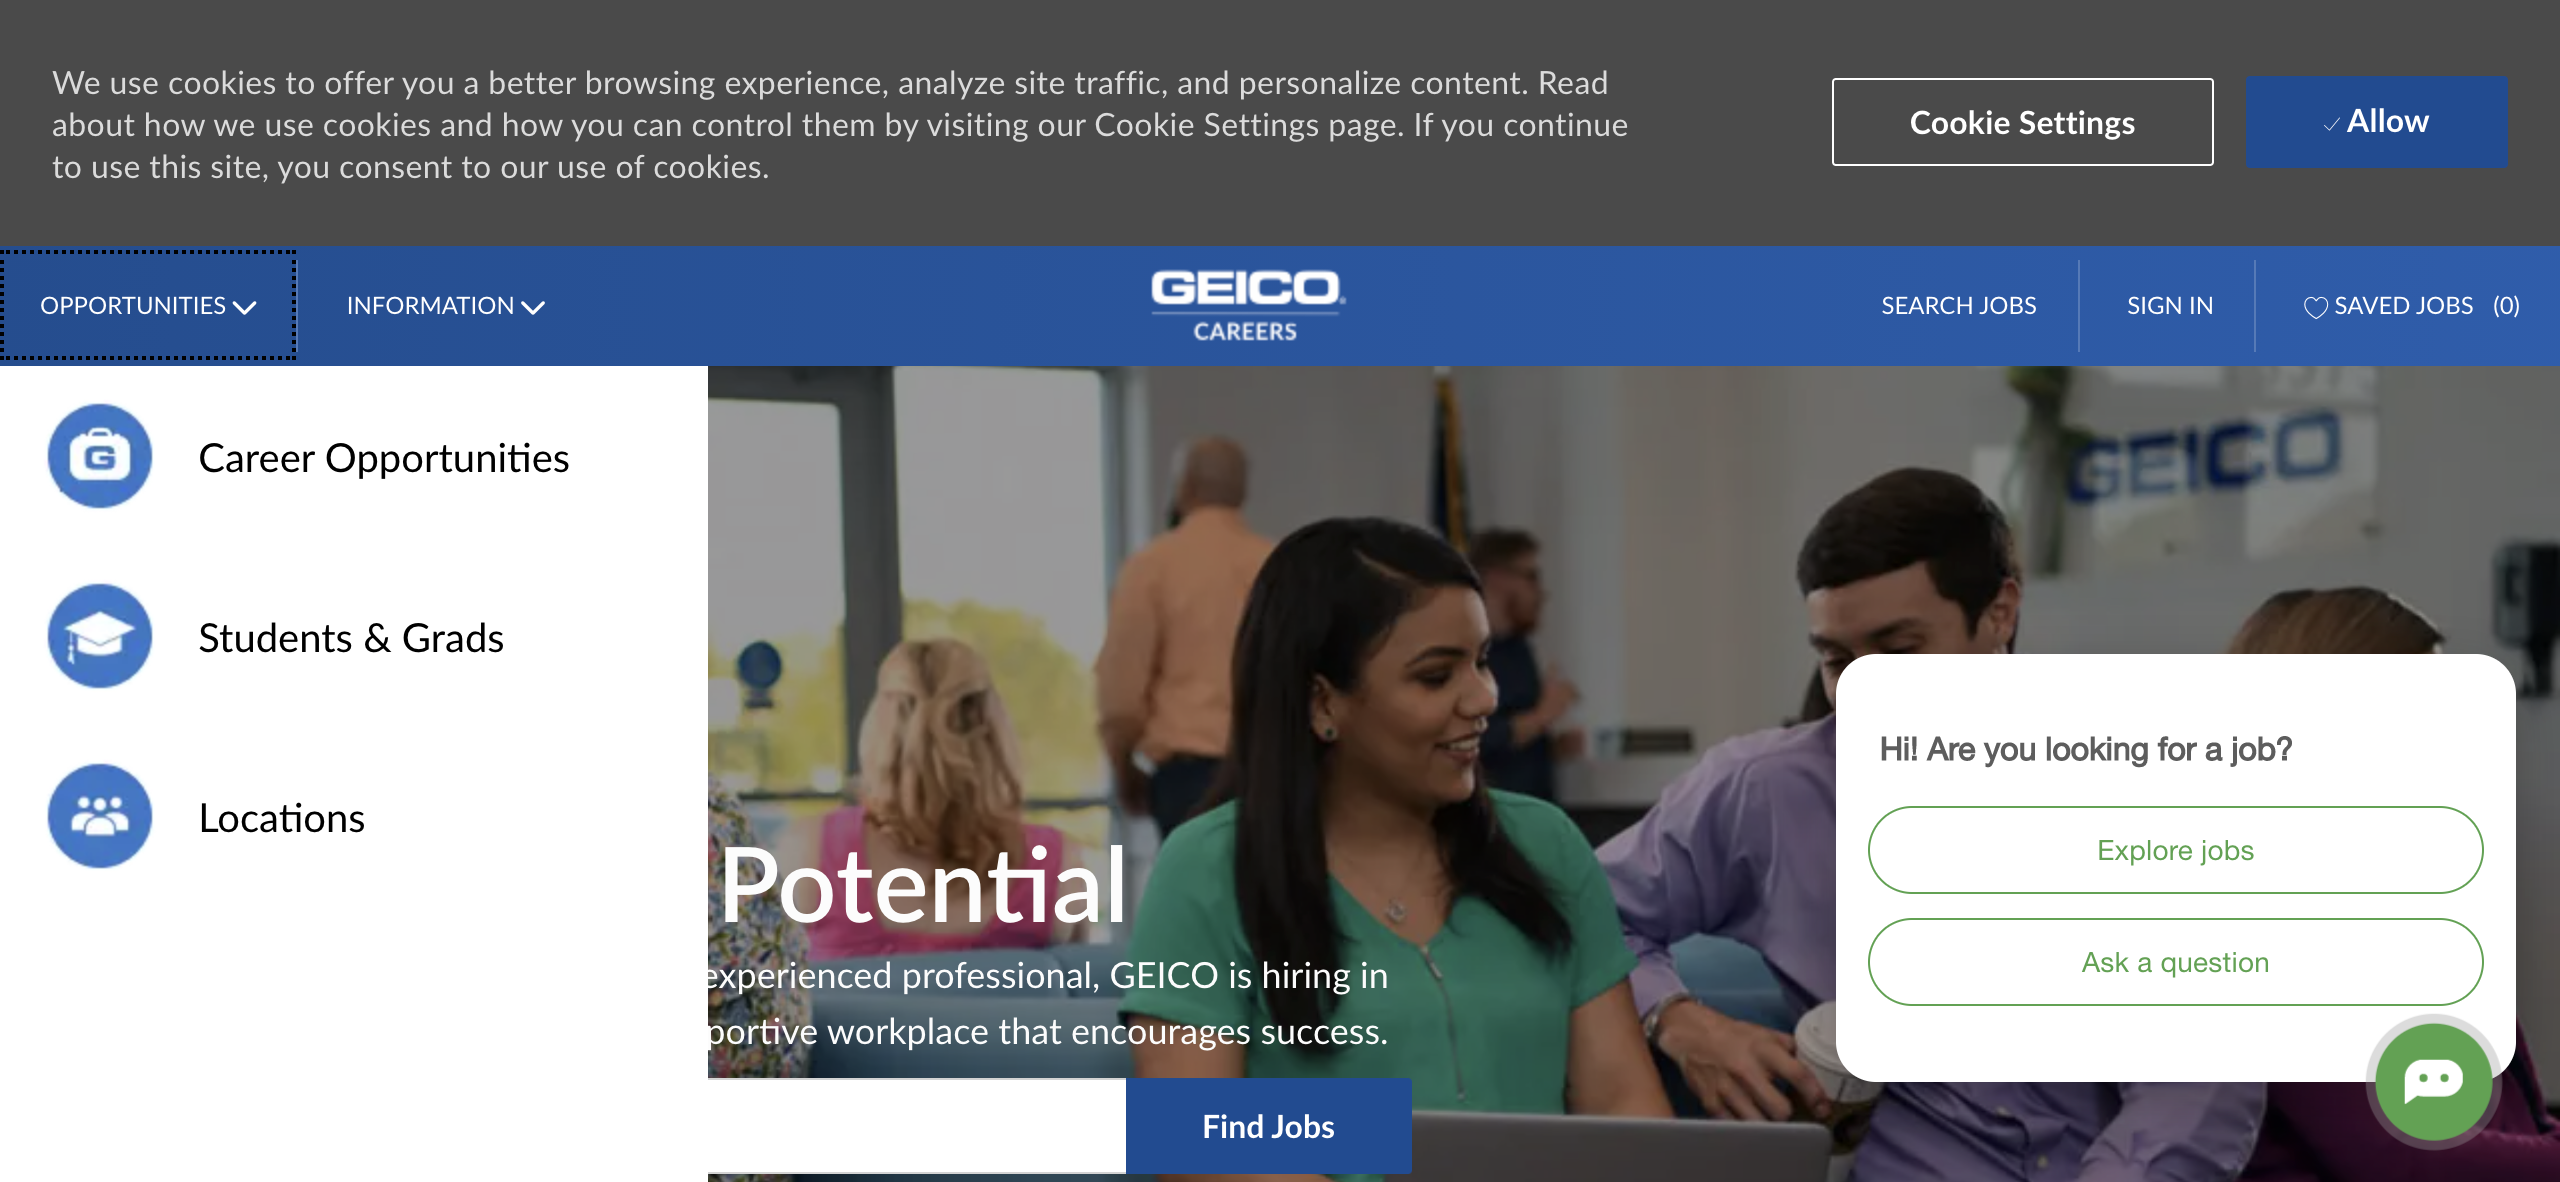 We use cookies to offer you a better browsing experience, analyze site traffic, and personalize content. Read
about how we use cookies and how you can control them by visiting our Cookie Settings page. If you continue
to use this site, you consent to our use of cookies.
Cookie Settings
Allow
OPPORTUNITIES
INFORMATION
GEICO
CAREERS
SEARCH JOBS
SIGN IN
SAVED JOBS (0)
Career Opportunities
Students & Grads
Locations
GEICO
Potential
experienced professional, GEICO is hiring in
portive workplace that encourages success.
Find Jobs
Hi! Are you looking for a job?
Explore jobs
Ask a question